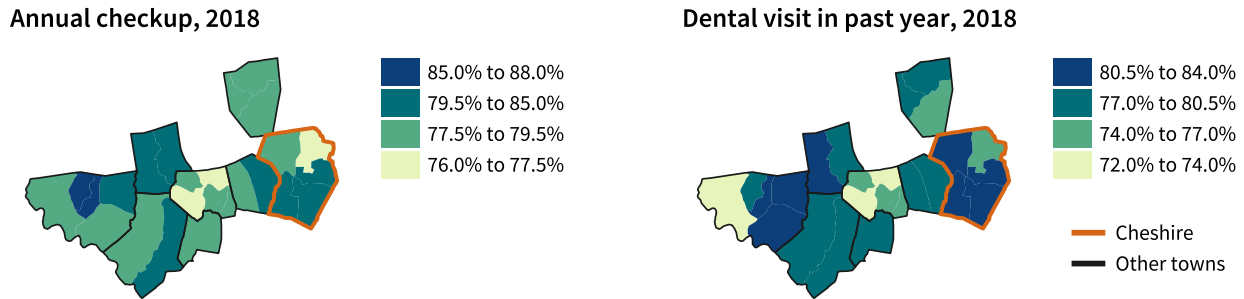 Annual checkup, 2018
85.0% to 88.0%
79.5% to 85.0%
77.5% to 79.5%
76.0% to 77.5%
Dental visit in past year, 2018
80.5% to 84.0%
77.0% to 80.5%
74.0% to 77.0%
72.0% to 74.0%
Cheshire
Other towns